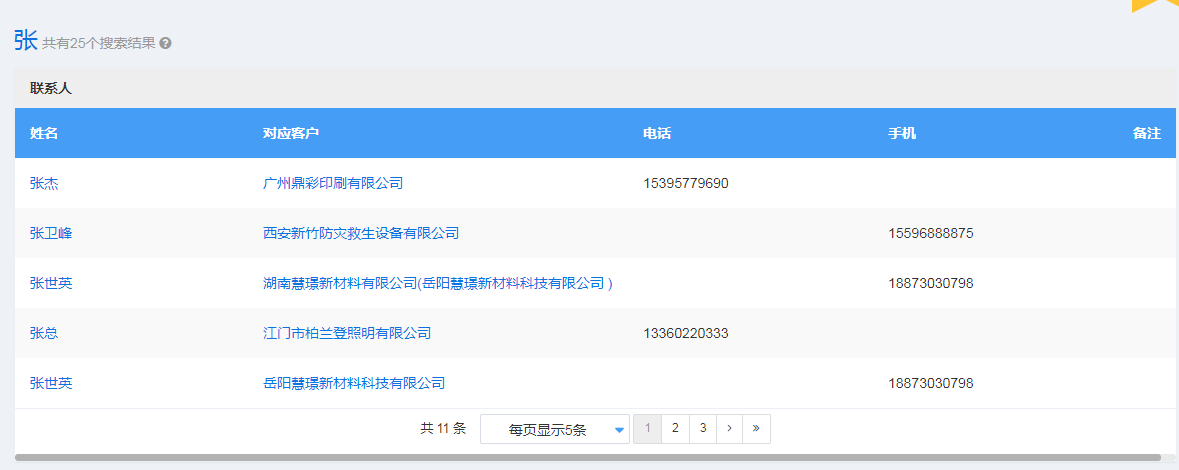 张 共有25个搜索结果
联系人
姓名 对应客户 电话 手机 备注
张杰 广州鼎彩印刷有限公司 15395779690
张卫峰 西安新竹防灾救生设备有限公司 15596888875
张世英 湖南慧璟新材料有限公司(岳阳慧璟新材料科技有限公司 ) 18873030798
张总 江门市柏兰登照明有限公司 13360220333
张世英 岳阳慧璟新材料科技有限公司 18873030798
共 11 条 每页显示5条 1 2 3 › »